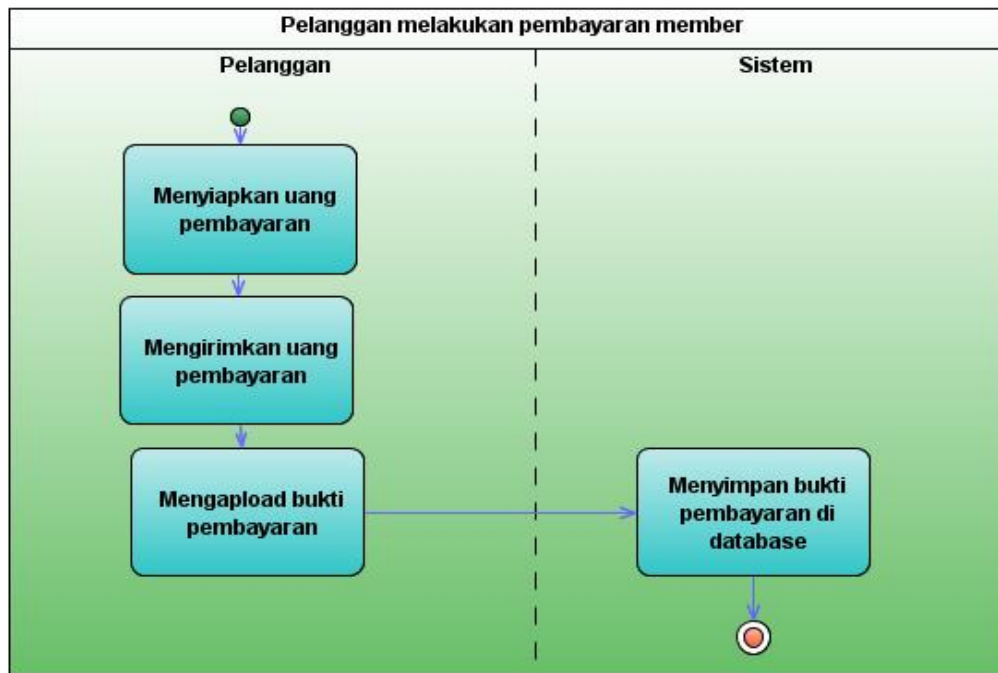 Pelanggan melakukan pembayaran member
Pelanggan
Sistem
Menyiapkan uang
pembayaran
Mengirimkan uang
pembayaran
Mengapload bukti
pembayaran
Menyimpan bukti
pembayaran di
database